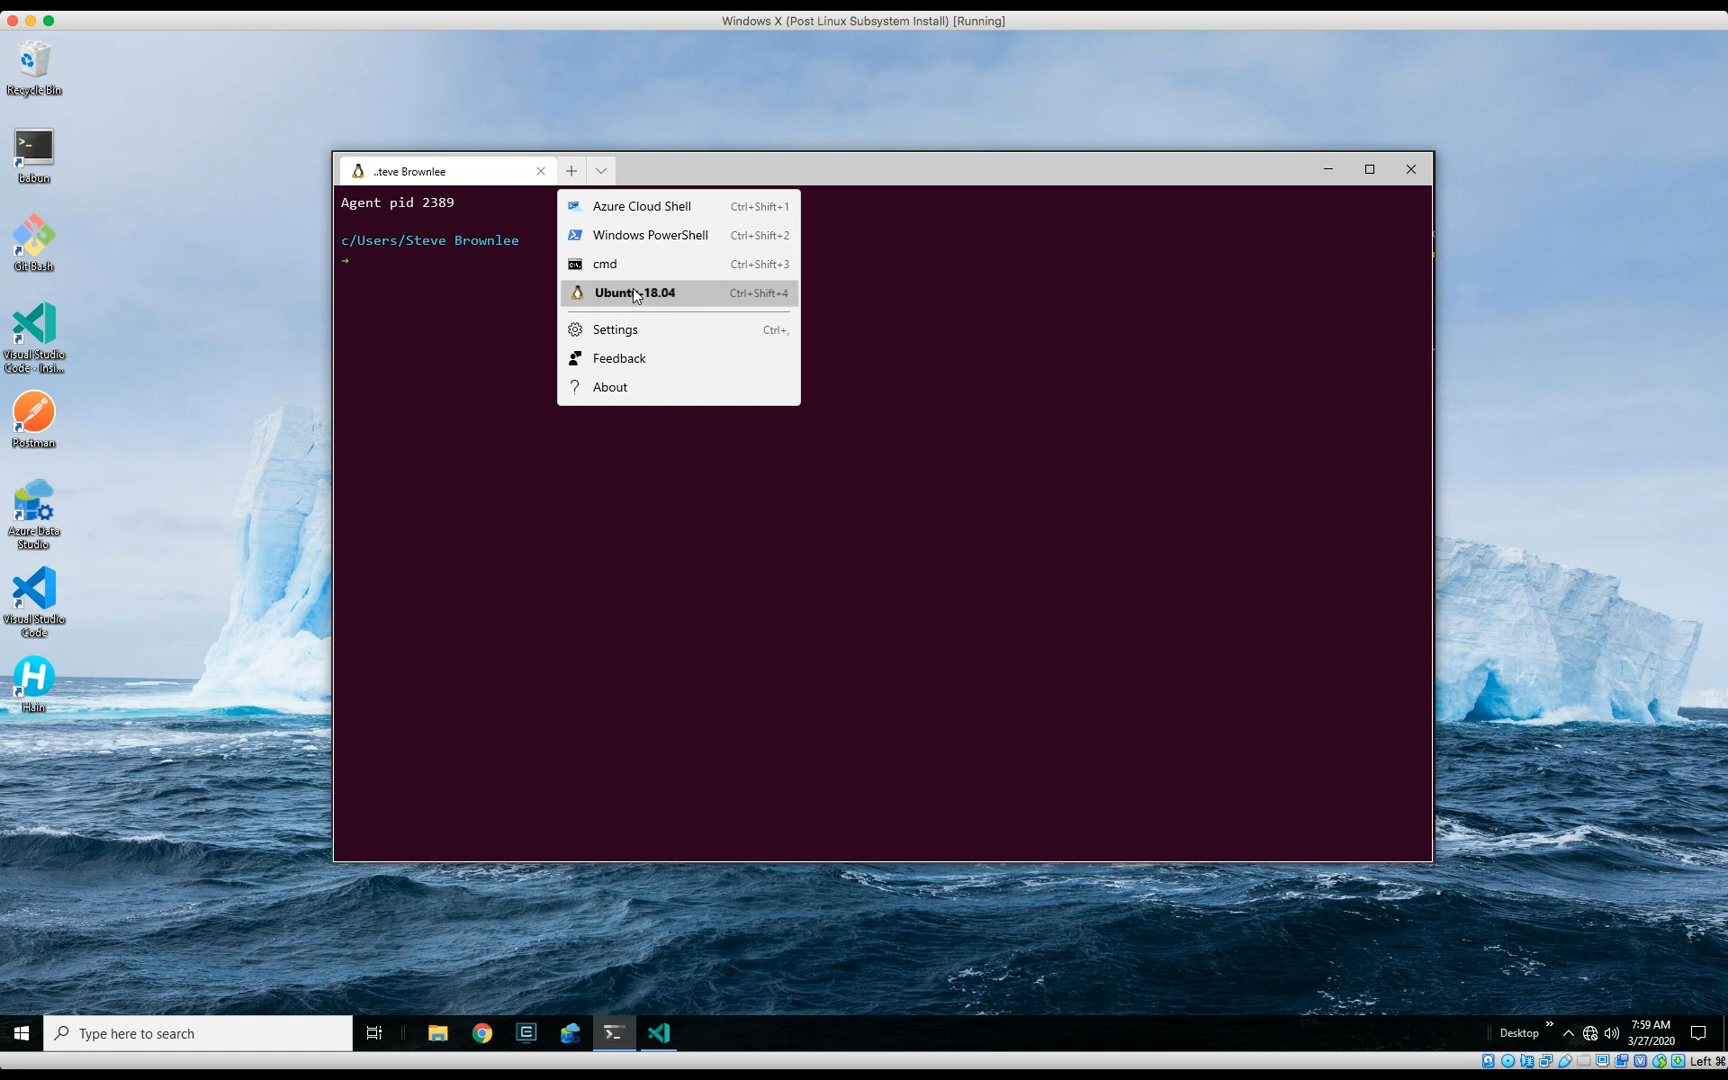 Windows X (Post Linux Subsystem Install) [Running]
Recycle Bin
babun
Git Bash
Visual Studio
Code - Insi...
Postman
Azure Data
Studio
Visual Studio
Code
Hain
..teve Brownlee
Agent pid 2389
c/Users/Steve Brownlee
→
Azure Cloud Shell Ctrl+Shift+1
Windows PowerShell Ctrl+Shift+2
cmd Ctrl+Shift+3
Ubuntu-18.04 Ctrl+Shift+4
Settings Ctrl+,
Feedback
About
Type here to search
Desktop
7:59 AM
3/27/2020
Left ⌘